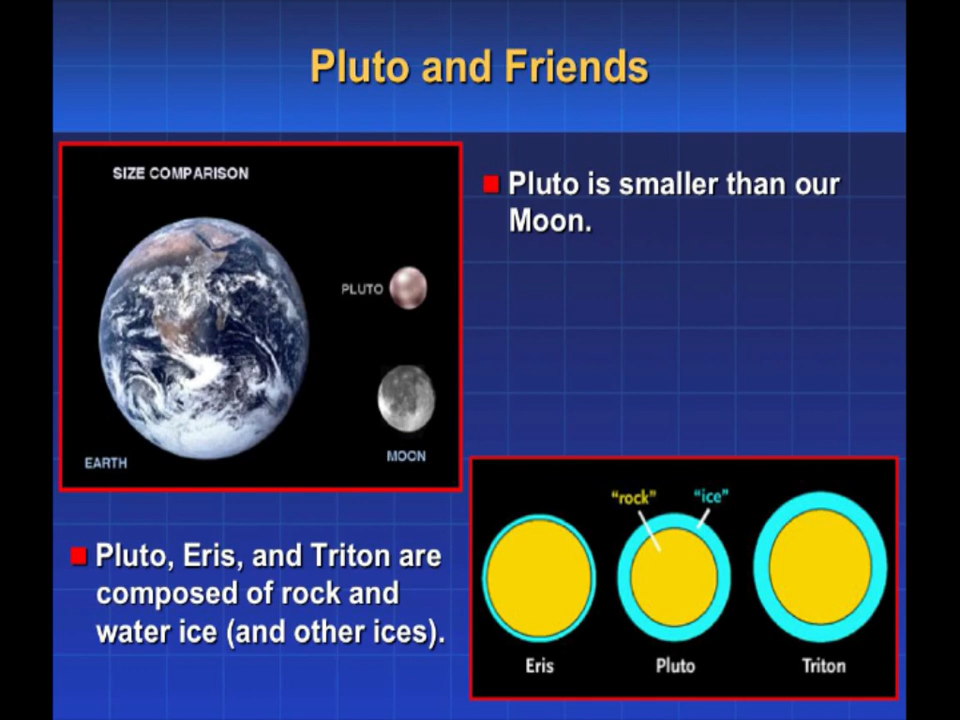 Pluto and Friends
SIZE COMPARISON
PLUTO
EARTH
MOON
Pluto is smaller than our
Moon.
Pluto, Eris, and Triton are
composed of rock and
water ice (and other ices).
“rock” “ice”
Eris Pluto Triton